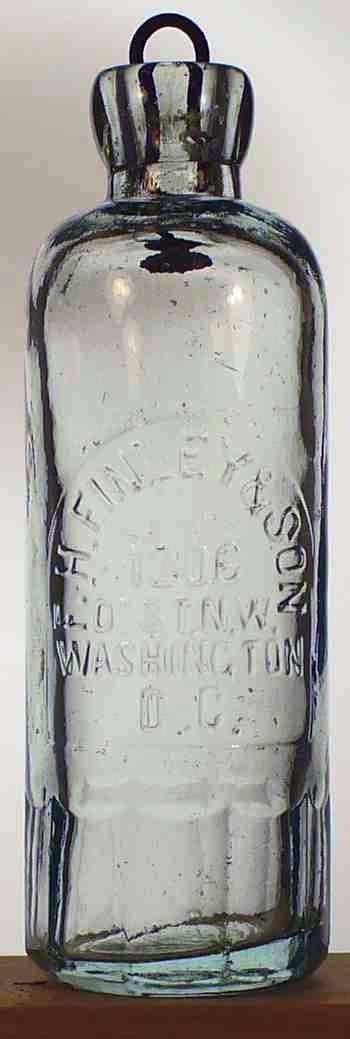 F. H. FINLEY & SON
1206
D ST. N.W.
WASHINGTON
D.C.